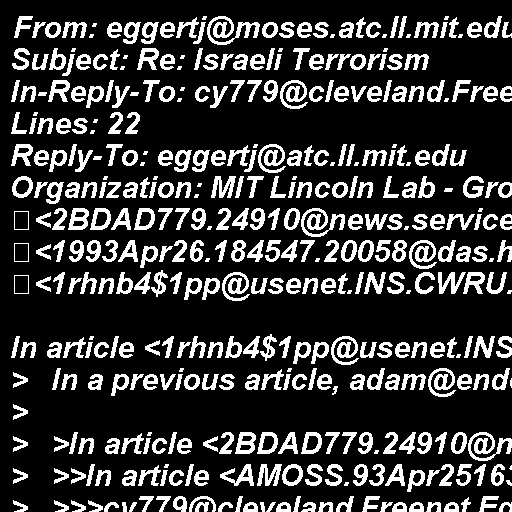 From: eggertj@moses.atc.ll.mit.edu
Subject: Re: Israeli Terrorism
In-Reply-To: cy779@cleveland.Free
Lines: 22
Reply-To: eggertj@atc.ll.mit.edu
Organization: MIT Lincoln Lab - Gro
<2BDAD779.24910@news.service
<1993Apr26.184547.20058@das.h
<1rhnb4$1pp@usenet.INS.CWRU.

In article <1rhnb4$1pp@usenet.INS
>   In a previous article, adam@end
>
>   >In article <2BDAD779.24910@n
>   >>In article <AMOSS.93Apr2516
>   >>>cy779@cleveland.Freenet.Ed